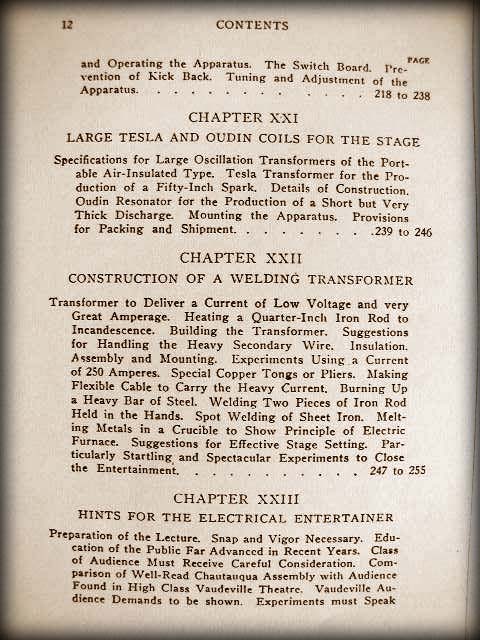 12 CONTENTS
PAGE
and Operating the Apparatus. The Switch Board. Pre-
vention of Kick Back. Tuning and Adjustment of the
Apparatus. . . . . . . . . . . . . 218 to 238
CHAPTER XXI
LARGE TESLA AND OUDIN COILS FOR THE STAGE
Specifications for Large Oscillation Transformers of the Port-
able Air-Insulated Type. Tesla Transformer for the Pro-
duction of a Fifty-Inch Spark. Details of Construction.
Oudin Resonator for the Production of a Short but Very
Thick Discharge. Mounting the Apparatus. Provisions
for Packing and Shipment. . . . . . . . .239 to 246
CHAPTER XXII
CONSTRUCTION OF A WELDING TRANSFORMER
Transformer to Deliver a Current of Low Voltage and very
Great Amperage. Heating a Quarter-Inch Iron Rod to
Incandescence. Building the Transformer. Suggestions
for Handling the Heavy Secondary Wire. Insulation.
Assembly and Mounting. Experiments Using a Current
of 250 Amperes. Special Copper Tongs or Pliers. Making
Flexible Cable to Carry the Heavy Current. Burning Up
a Heavy Bar of Steel. Welding Two Pieces of Iron Rod
Held in the Hands. Spot Welding of Sheet Iron. Melt-
ing Metals in a Crucible to Show Principle of Electric
Furnace. Suggestions for Effective Stage Setting. Par-
ticularly Startling and Spectacular Experiments to Close
the Entertainment. . . . . . . . . . . 247 to 255
CHAPTER XXIII
HINTS FOR THE ELECTRICAL ENTERTAINER
Preparation of the Lecture. Snap and Vigor Necessary. Edu-
cation of the Public Far Advanced in Recent Years. Class
of Audience Must Receive Careful Consideration. Com-
parison of Well-Read Chautauqua Assembly with Audience
Found in High Class Vaudeville Theatre. Vaudeville Au-
dience Demands to be shown. Experiments must Speak